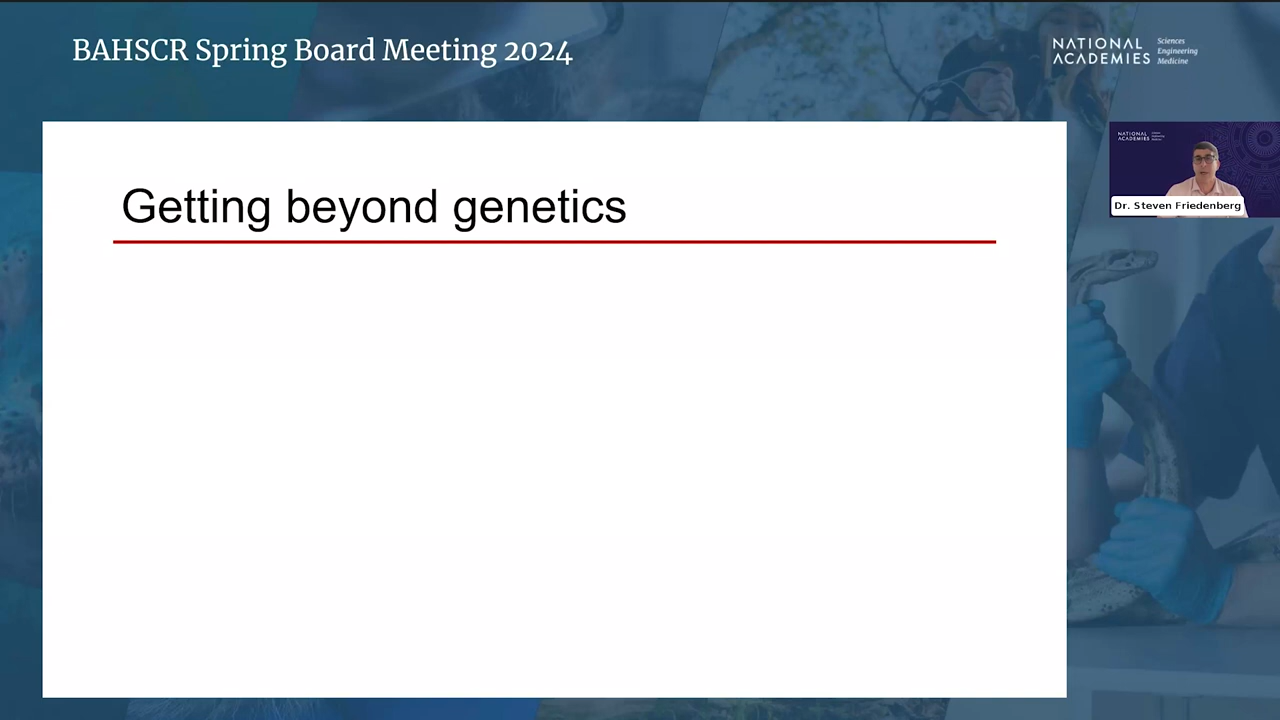 BAHSCR Spring Board Meeting 2024
NATIONAL
ACADEMIES
Sciences
Engineering
Medicine
Getting beyond genetics
NATIONAL
ACADEMIES
Dr. Steven Friedenberg